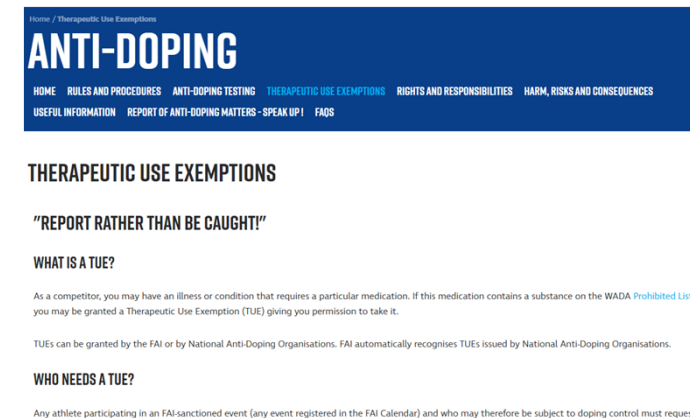 Home / Therapeutic Use Exemptions
ANTI-DOPING
HOME RULES AND PROCEDURES ANTI-DOPING TESTING THERAPEUTIC USE EXEMPTIONS RIGHTS AND RESPONSIBILITIES HARM, RISKS AND CONSEQUENCES
USEFUL INFORMATION REPORT OF ANTI-DOPING MATTERS - SPEAK UP ! FAQS
THERAPEUTIC USE EXEMPTIONS
"REPORT RATHER THAN BE CAUGHT!"
WHAT IS A TUE?
As a competitor, you may have an illness or condition that requires a particular medication. If this medication contains a substance on the WADA Prohibited List
you may be granted a Therapeutic Use Exemption (TUE) giving you permission to take it.
TUEs can be granted by the FAI or by National Anti-Doping Organisations. FAI automatically recognises TUEs issued by National Anti-Doping Organisations.
WHO NEEDS A TUE?
Any athlete participating in an FAI-sanctioned event (any event registered in the FAI Calendar) and who may therefore be subject to doping control must reques